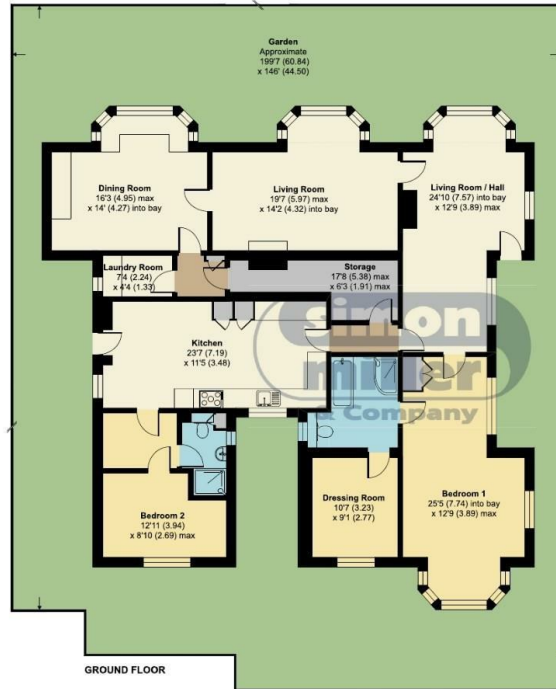 Garden
Approximate
199'7 (60.84)
x 146' (44.50)
Dining Room
16'3 (4.95) max
x 14' (4.27) into bay
Living Room
19'7 (5.97) max
x 14'2 (4.32) into bay
Living Room / Hall
24'10 (7.57) into bay
x 12'9 (3.89) max
Laundry Room
7'4 (2.24)
x 4'4 (1.33)
Storage
17'8 (5.38) max
x 6'3 (1.91) max
Kitchen
23'7 (7.19)
x 11'5 (3.48)
simon
miller
& Company
Bedroom 2
12'11 (3.94)
x 8'10 (2.69) max
Dressing Room
10'7 (3.23)
x 9'1 (2.77)
Bedroom 1
25'5 (7.74) into bay
x 12'9 (3.89) max
GROUND FLOOR